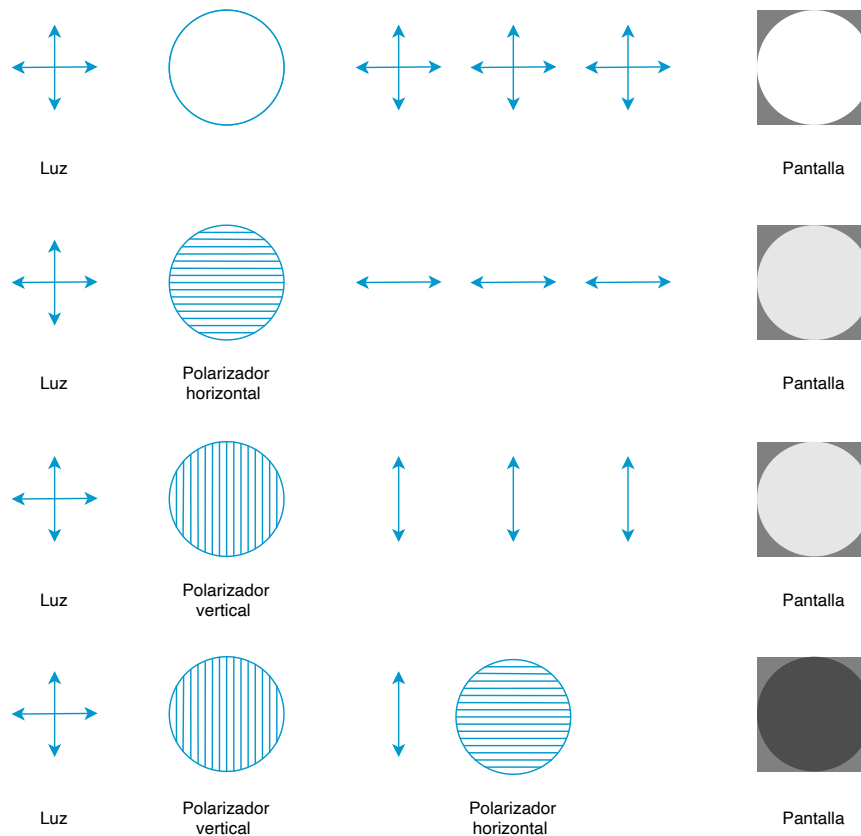 Luz
Pantalla
Luz
Polarizador
horizontal
Pantalla
Luz
Polarizador
vertical
Pantalla
Luz
Polarizador
vertical
Polarizador
horizontal
Pantalla